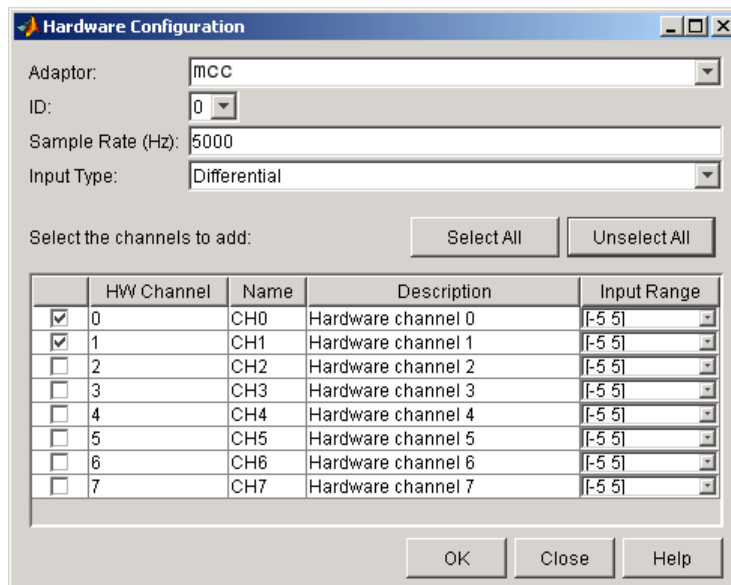 Hardware Configuration
Adaptor: mcc
ID: 0
Sample Rate (Hz): 5000
Input Type: Differential
Select the channels to add: Select All Unselect All
HW Channel Name Description Input Range
0 CH0 Hardware channel 0 [-5 5]
1 CH1 Hardware channel 1 [-5 5]
2 CH2 Hardware channel 2 [-5 5]
3 CH3 Hardware channel 3 [-5 5]
4 CH4 Hardware channel 4 [-5 5]
5 CH5 Hardware channel 5 [-5 5]
6 CH6 Hardware channel 6 [-5 5]
7 CH7 Hardware channel 7 [-5 5]
OK Close Help